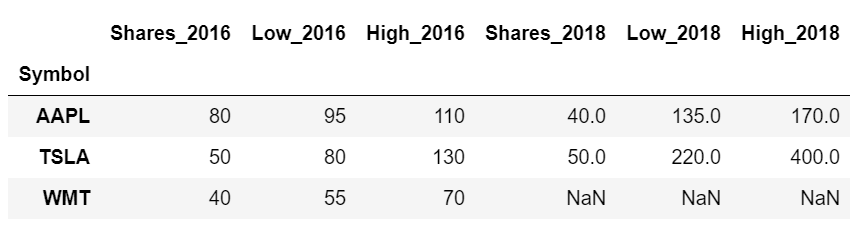 Shares_2016 Low_2016 High_2016 Shares_2018 Low_2018 High_2018
Symbol
AAPL 80 95 110 40.0 135.0 170.0
TSLA 50 80 130 50.0 220.0 400.0
WMT 40 55 70 NaN NaN NaN